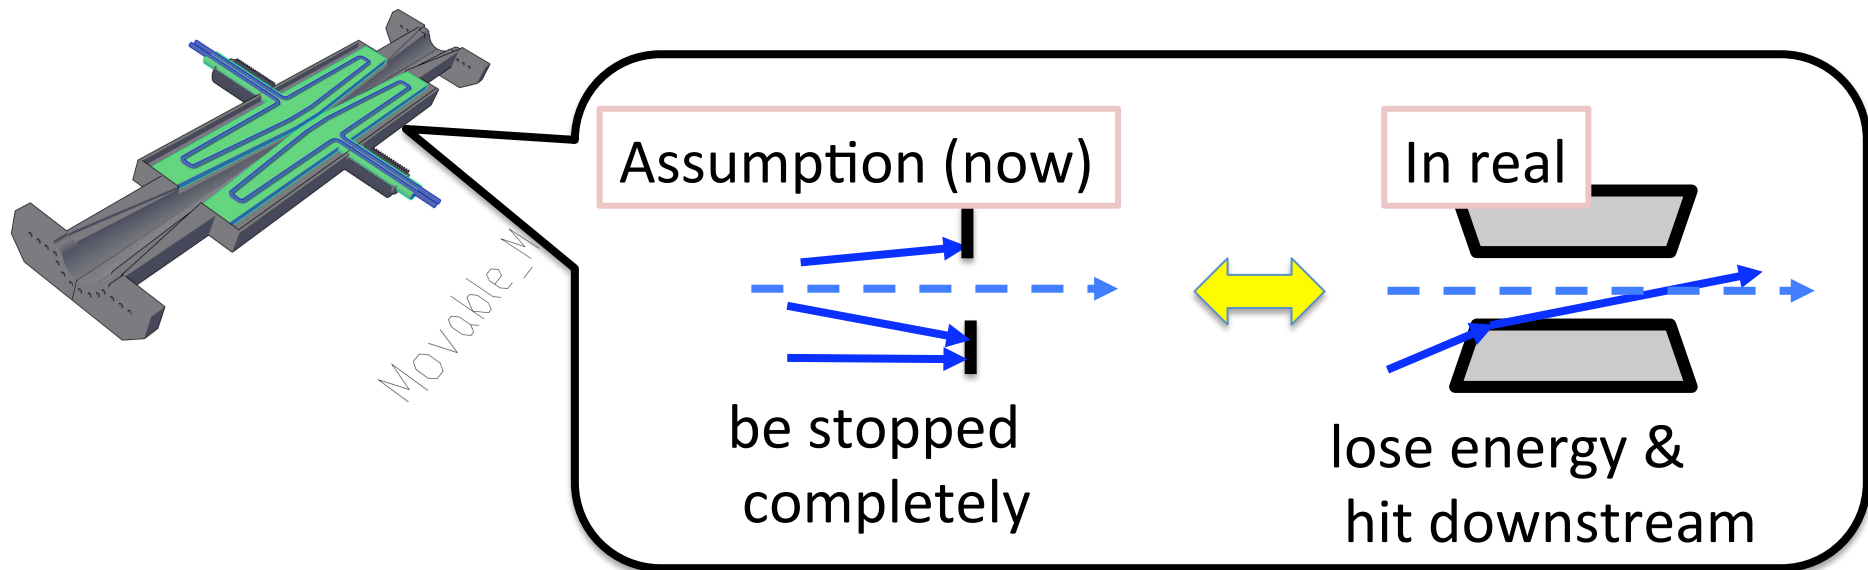 Assumption (now)
In real
Movable_M
be stopped
completely
lose energy &
hit downstream